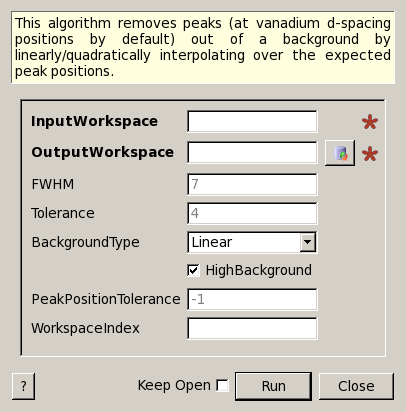 This algorithm removes peaks (at vanadium d-spacing
positions by default) out of a background by
linearly/quadratically interpolating over the expected
peak positions.
InputWorkspace
OutputWorkspace
FWHM 7
Tolerance 4
BackgroundType Linear
HighBackground
PeakPositionTolerance -1
WorkspaceIndex
? Keep Open Run Close